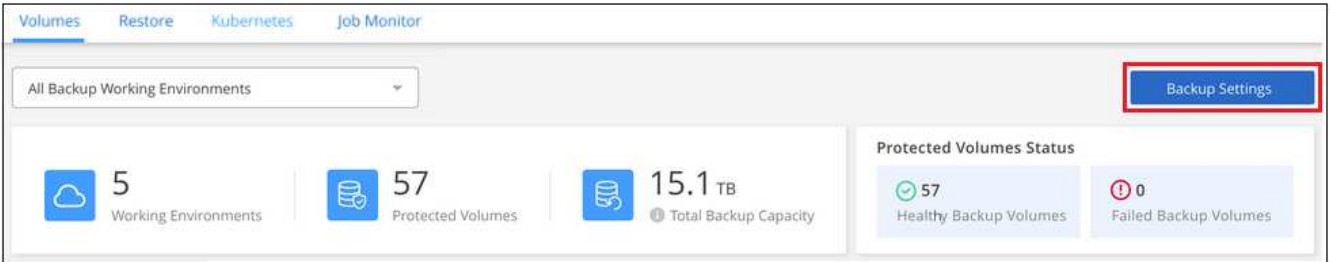 Volumes Restore Kubernetes Job Monitor
All Backup Working Environments
Backup Settings
5
Working Environments
57
Protected Volumes
15.1 TB
Total Backup Capacity
Protected Volumes Status
57
Healthy Backup Volumes
0
Failed Backup Volumes